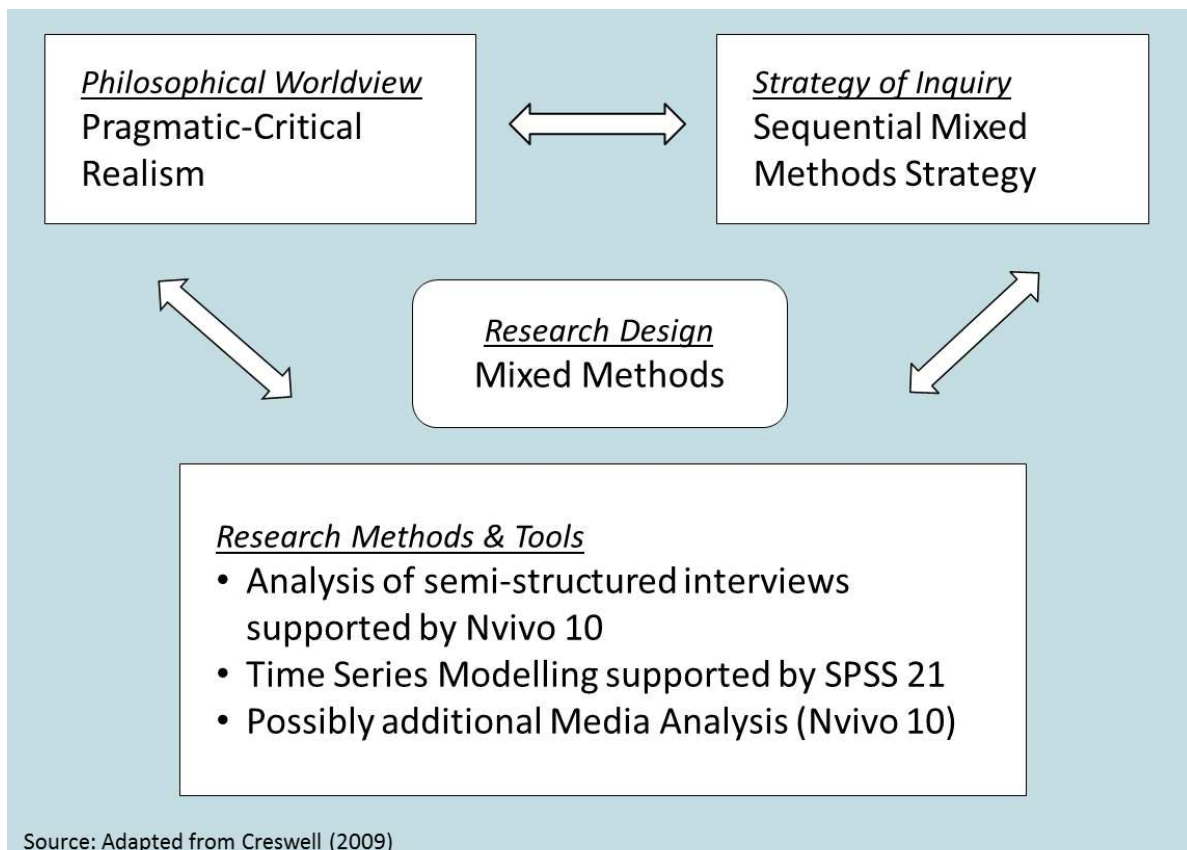 Philosophical Worldview
Pragmatic-Critical
Realism
Strategy of Inquiry
Sequential Mixed
Methods Strategy
Research Design
Mixed Methods
Research Methods & Tools
• Analysis of semi-structured interviews
supported by Nvivo 10
• Time Series Modelling supported by SPSS 21
• Possibly additional Media Analysis (Nvivo 10)
Source: Adapted from Creswell (2009)